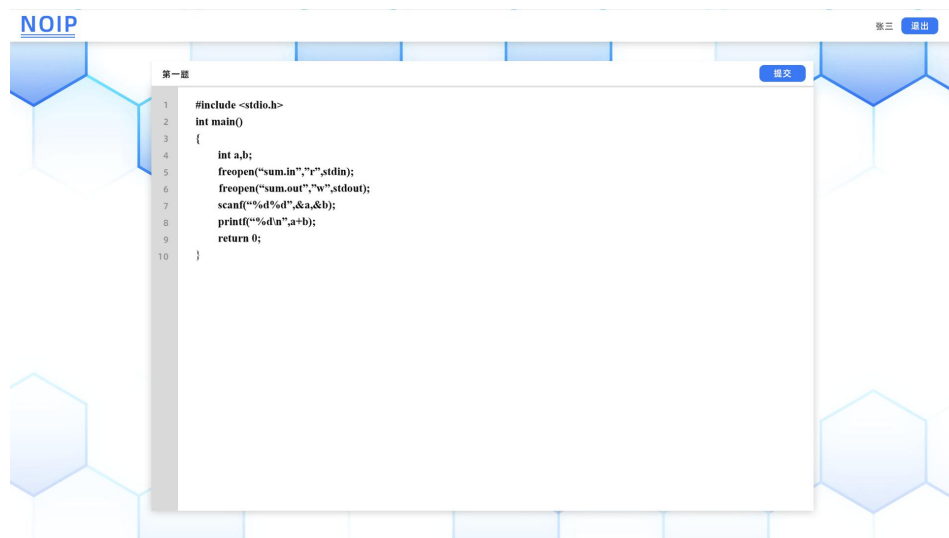 NOIP
张三 退出
第一题 提交
1 #include <stdio.h>
2 int main()
3 {
4 int a,b;
5 freopen(“sum.in”,”r”,stdin);
6 freopen(“sum.out”,”w”,stdout);
7 scanf(“%d%d”,&a,&b);
8 printf(“%d\n”,a+b);
9 return 0;
10 }